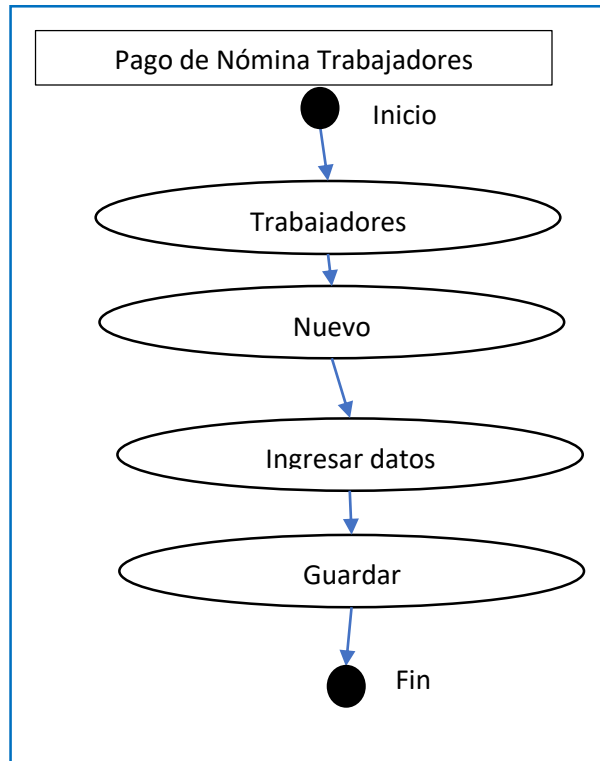 Pago de Nómina Trabajadores
Inicio
Trabajadores
Nuevo
Ingresar datos
Guardar
Fin